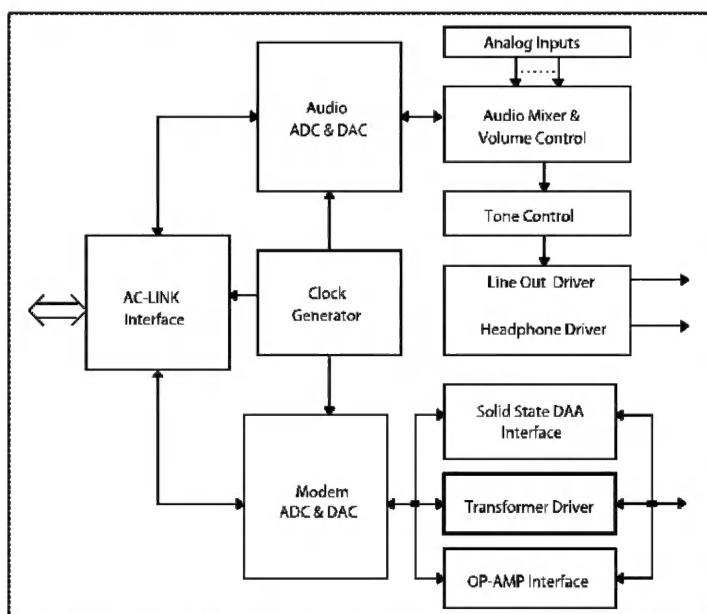 Analog Inputs
Audio
ADC & DAC
Audio Mixer &
Volume Control
Tone Control
AC-LINK
Interface
Clock
Generator
Line Out Driver
Headphone Driver
Solid State DAA
Interface
Modem
ADC & DAC
Transformer Driver
OP-AMP Interface